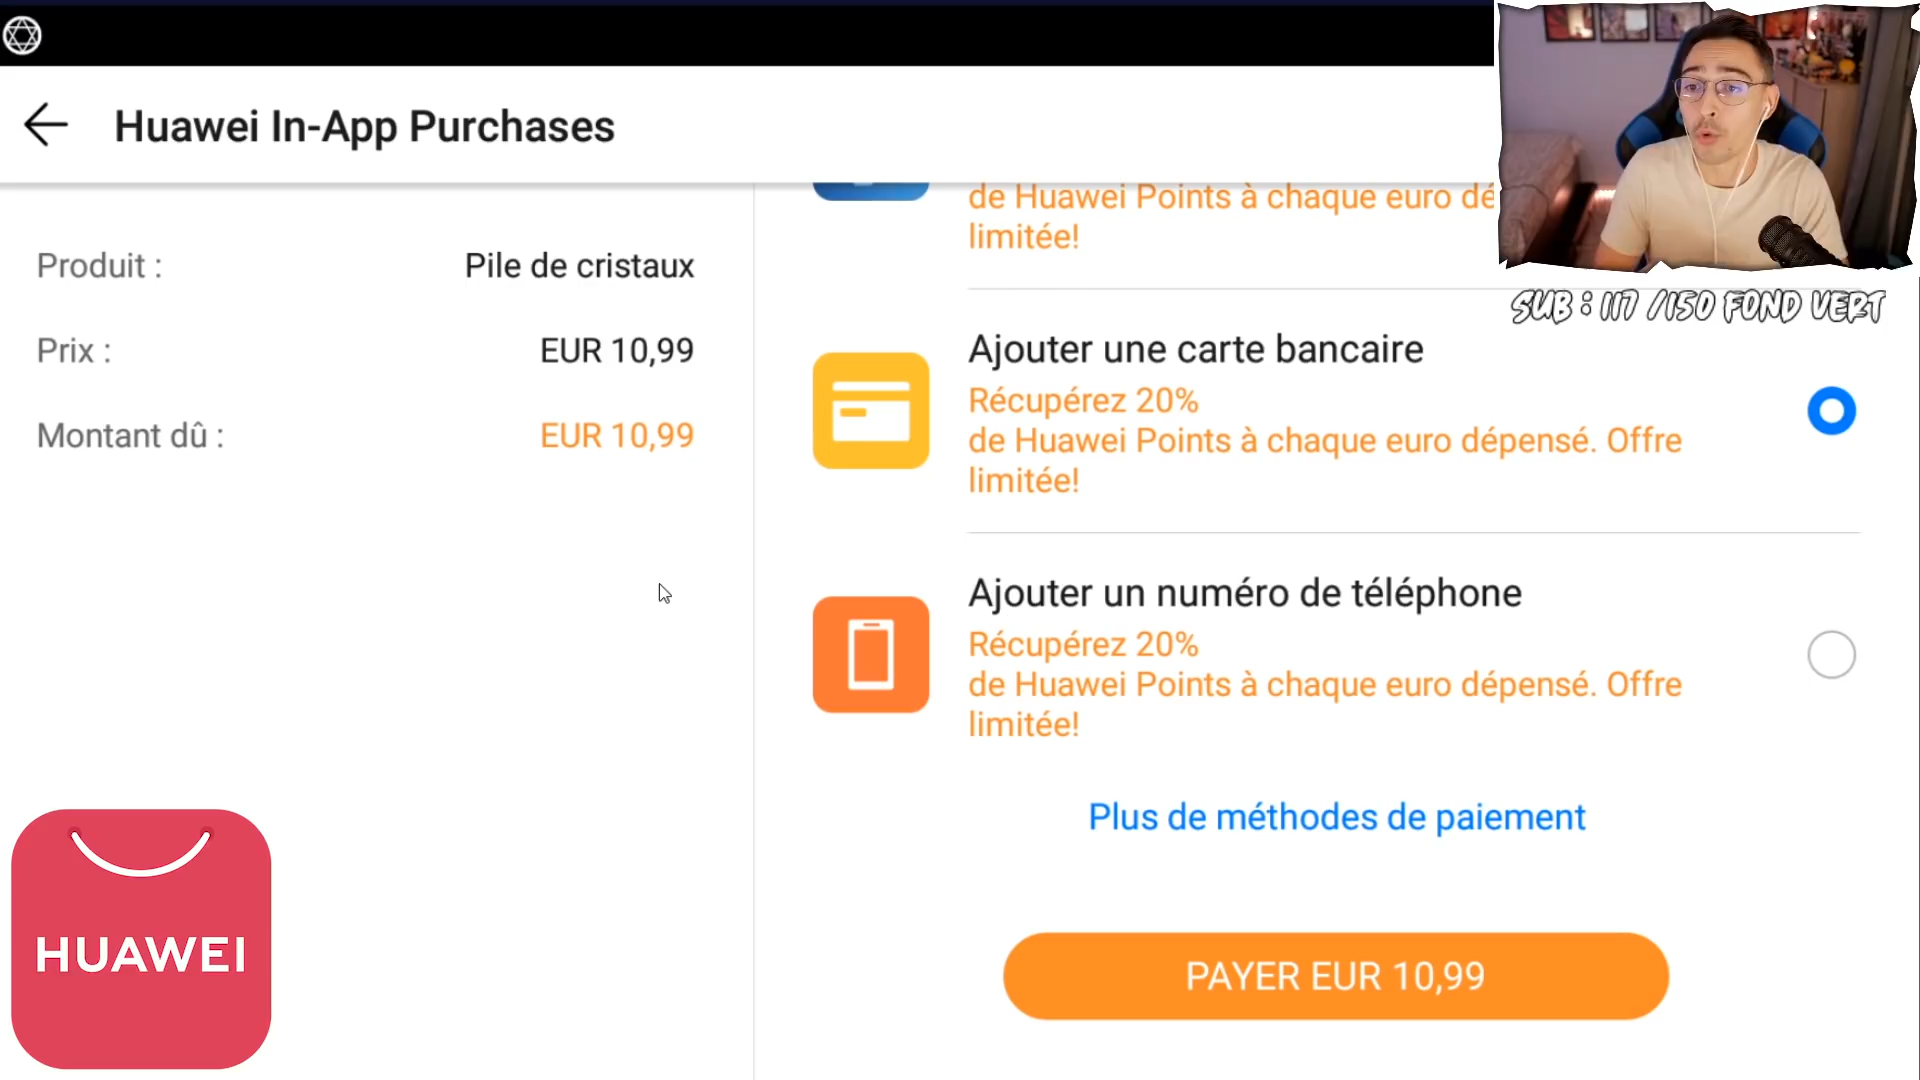 Huawei In-App Purchases
Produit :
Pile de cristaux
Prix :
EUR 10,99
Montant dû :
EUR 10,99
de Huawei Points à chaque euro dé
limitée!
SUB : 117 /150 FOND VERT
Ajouter une carte bancaire
Récupérez 20%
de Huawei Points à chaque euro dépensé. Offre
limitée!
Ajouter un numéro de téléphone
Récupérez 20%
de Huawei Points à chaque euro dépensé. Offre
limitée!
Plus de méthodes de paiement
PAYER EUR 10,99
HUAWEI